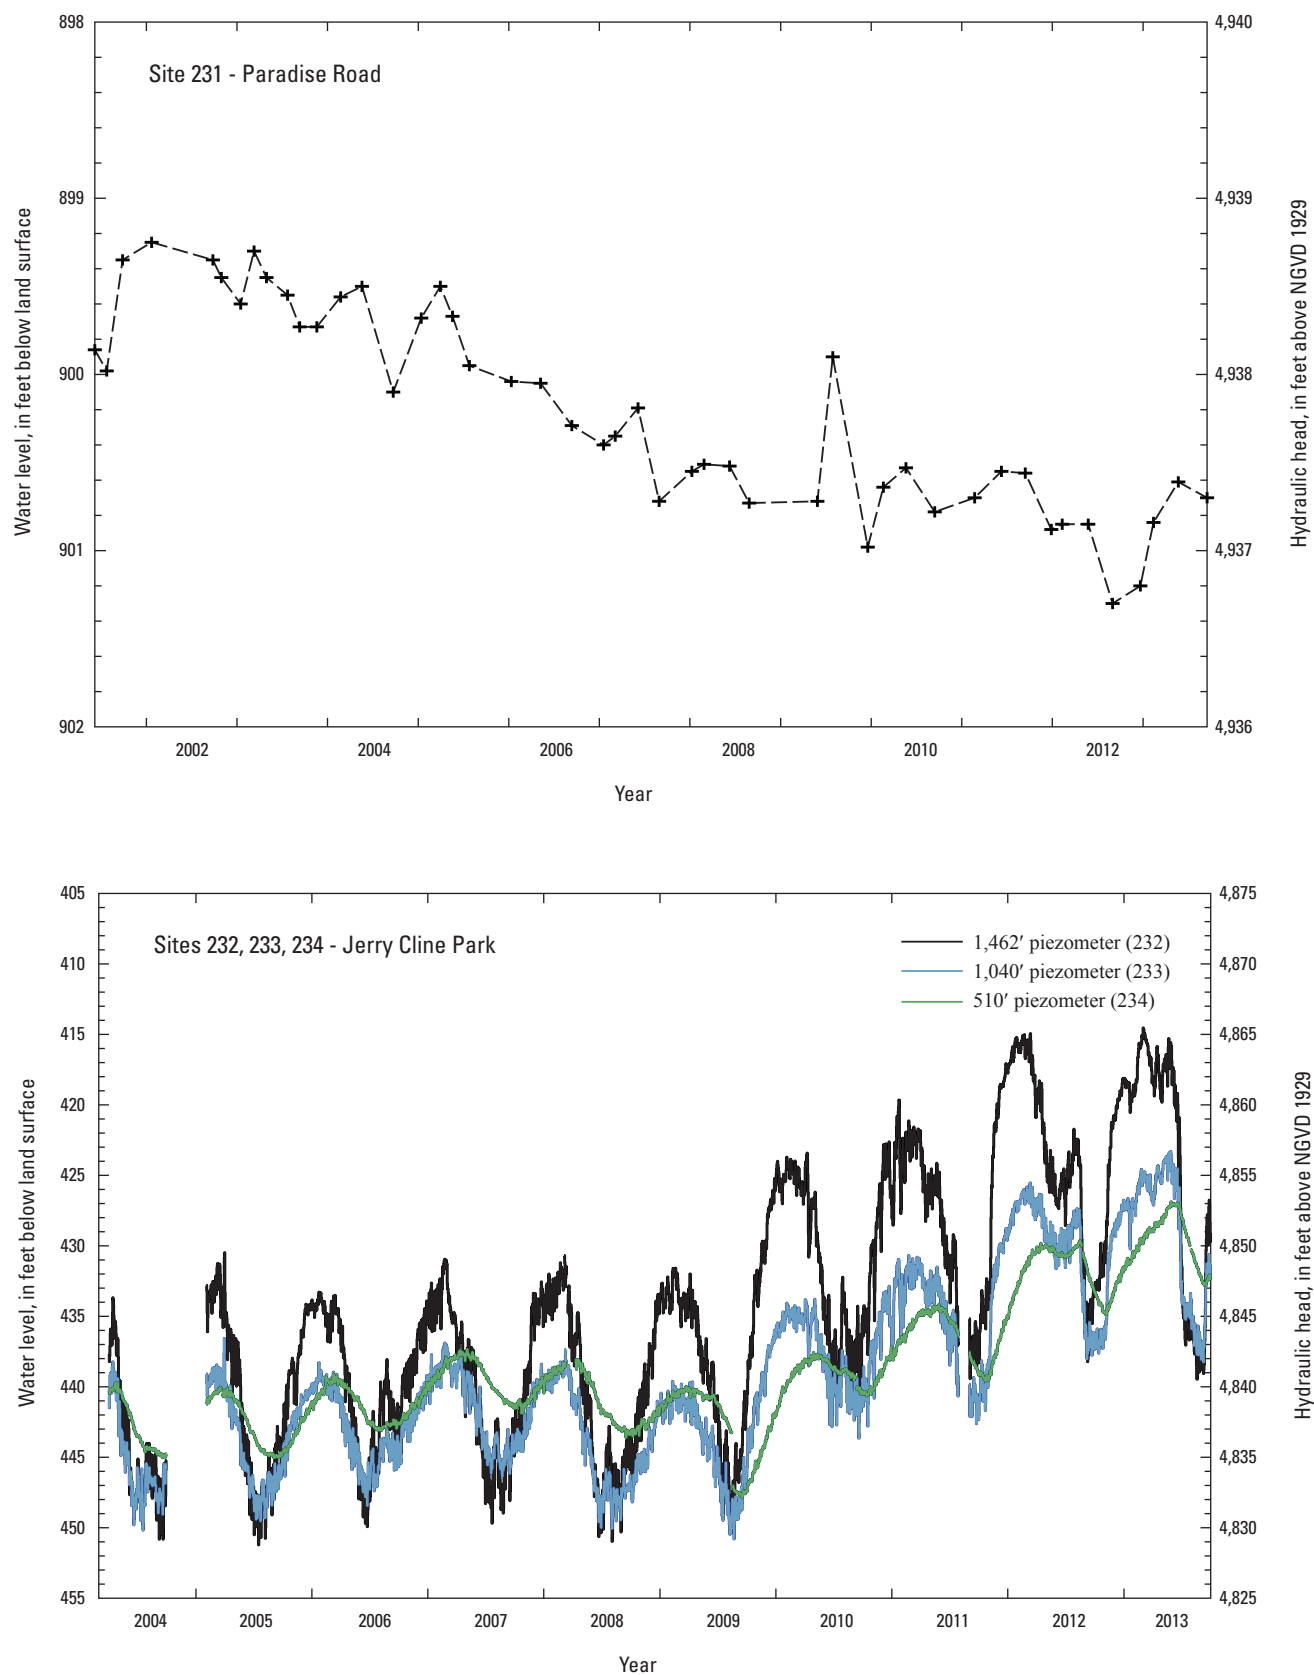 898
899
900
901
902
Water level, in feet below land surface
Site 231 - Paradise Road
4,940
4,939
4,938
4,937
4,936
Hydraulic head, in feet above NGVD 1929
2002 2004 2006 2008 2010 2012
Year
405
410
415
420
425
430
435
440
445
450
455
Water level, in feet below land surface
Sites 232, 233, 234 - Jerry Cline Park
1,462′ piezometer (232)
1,040′ piezometer (233)
510′ piezometer (234)
4,875
4,870
4,865
4,860
4,855
4,850
4,845
4,840
4,835
4,830
4,825
Hydraulic head, in feet above NGVD 1929
2004 2005 2006 2007 2008 2009 2010 2011 2012 2013
Year